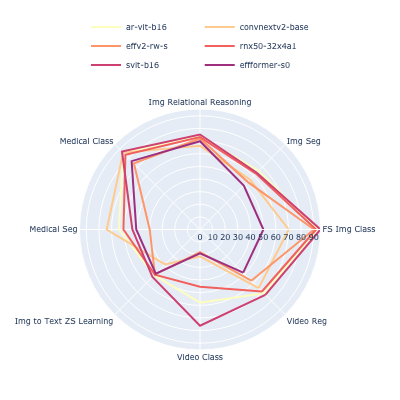 ar-vit-b16
convnextv2-base
effv2-rw-s
rnx50-32x4a1
svit-b16
effformer-s0
Img Relational Reasoning
Medical Class
Img Seg
Medical Seg
0 10 20 30 40 50 60 70 80 90
FS Img Class
Img to Text ZS Learning
Video Reg
Video Class